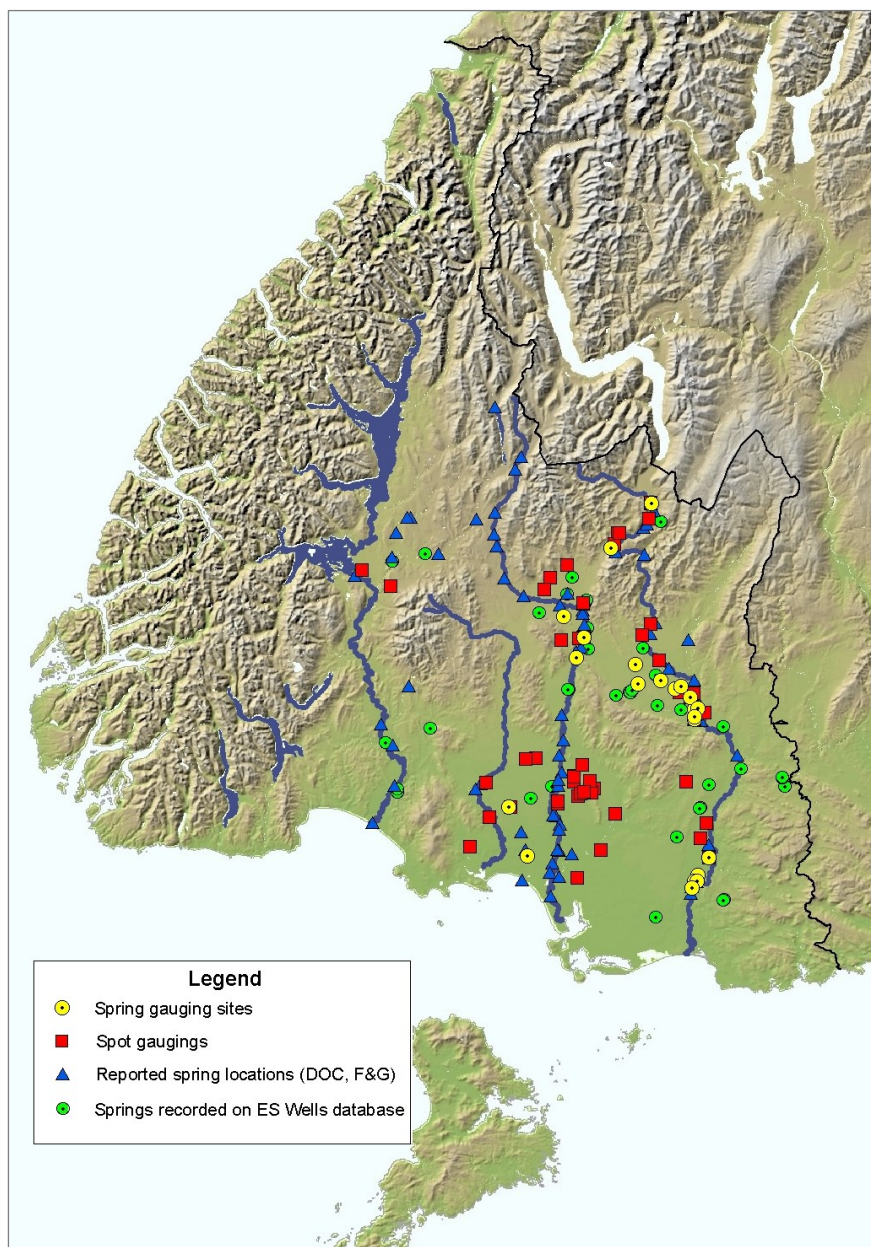 Legend
Spring gauging sites
Spot gaugings
Reported spring locations (DOC, F&G)
Springs recorded on ES Wells database